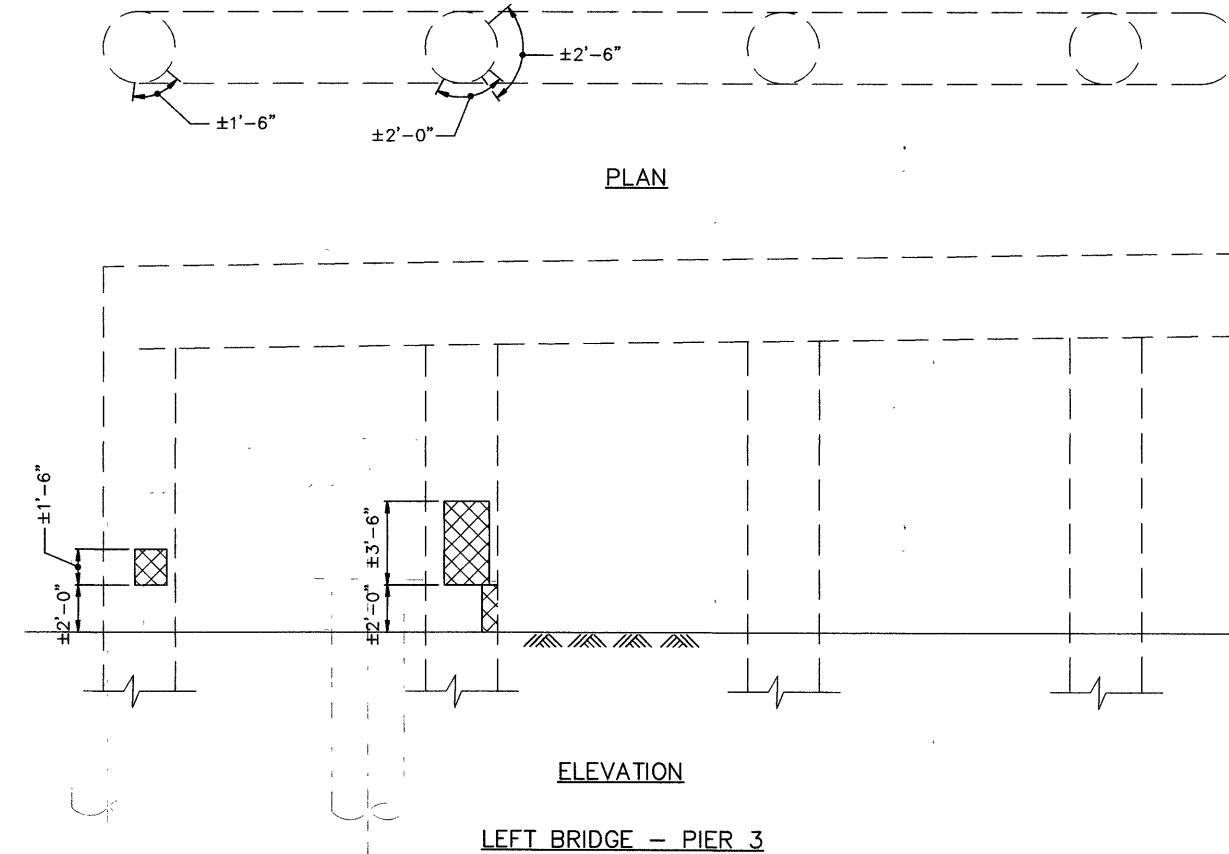 ±2'-6"
±1'-6"
±2'-0"
PLAN
±1'-6"
±2'-0"
±3'-6"
±2'-0"
ELEVATION
LEFT BRIDGE – PIER 3